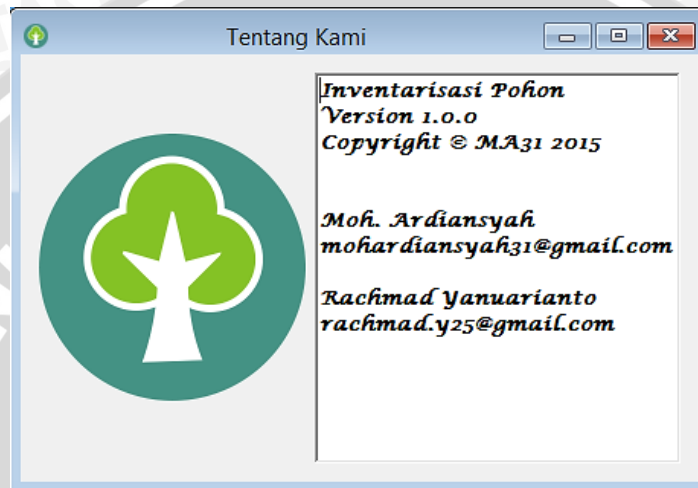 Tentang Kami
Inventarisasi Pohon
Version 1.0.0
Copyright © MA31 2015
Moh. Ardiansyah
mohardiansyah31@gmail.com
Rachmad Yanuarianto
rachmad.y25@gmail.com